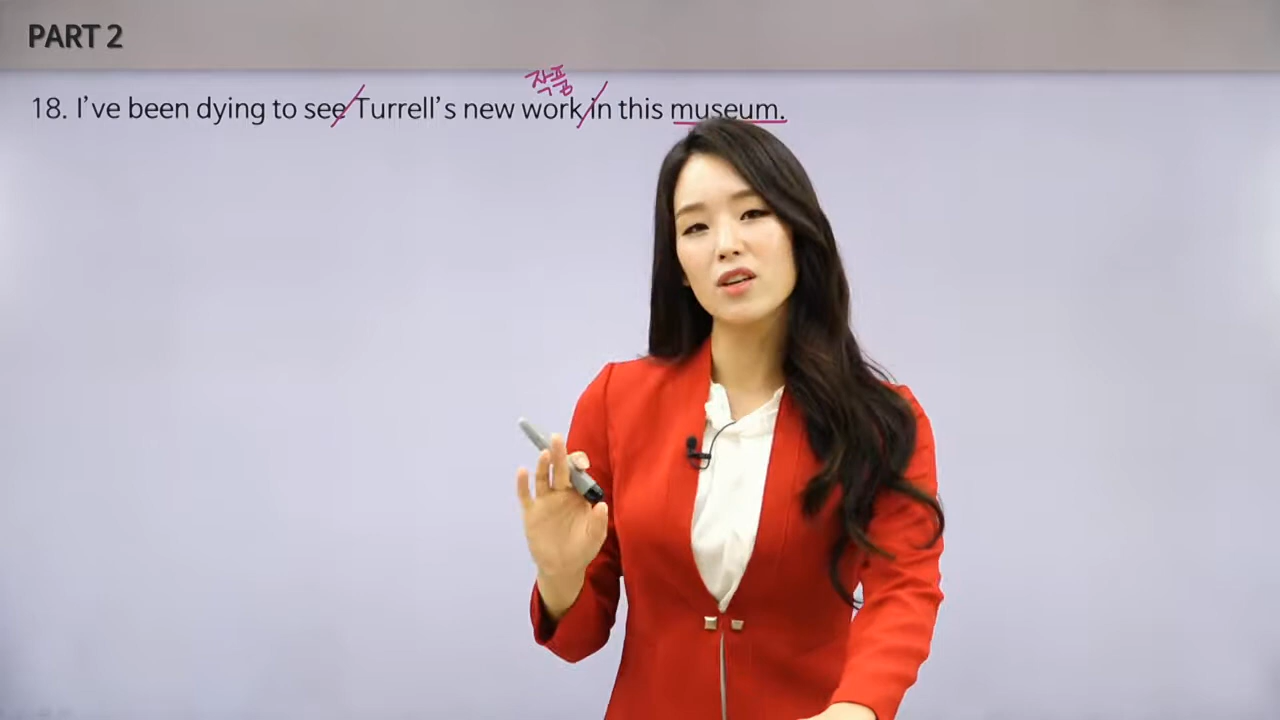 PART 2
작품
18. I've been dying to see Turrell's new work in this museum.